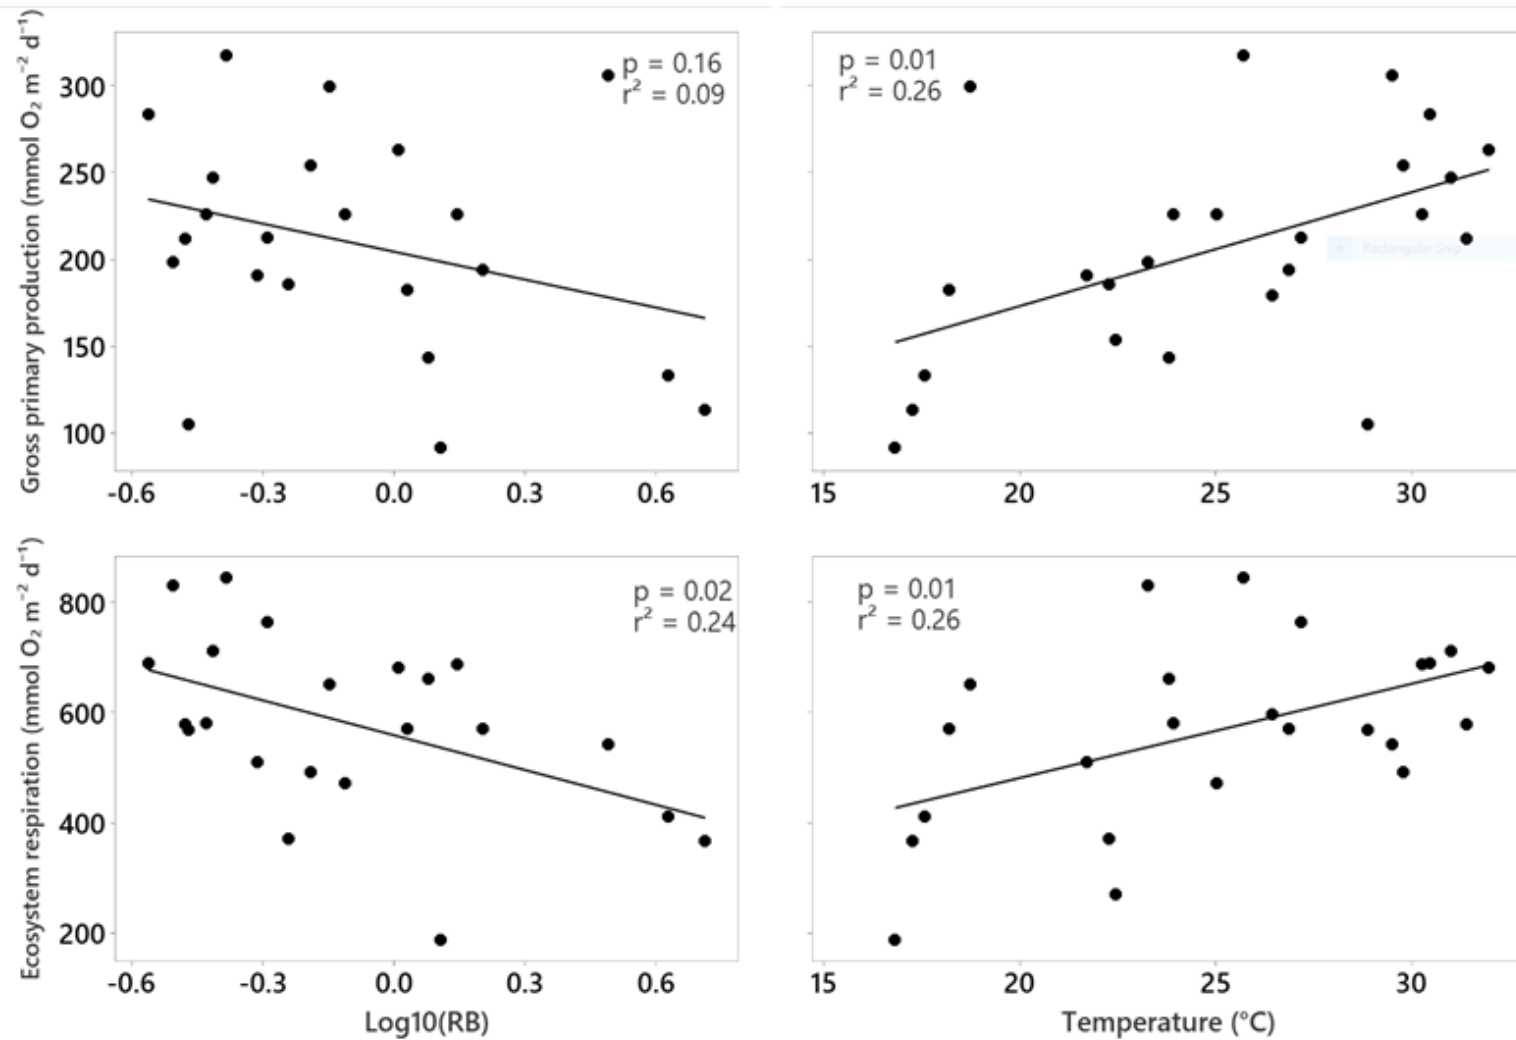 Gross primary production (mmol O₂ m⁻² d⁻¹)
300
250
200
150
100
p = 0.16
r² = 0.09
-0.6 -0.3 0.0 0.3 0.6
p = 0.01
r² = 0.26
Rectangular Snip
15 20 25 30
Ecosystem respiration (mmol O₂ m⁻² d⁻¹)
800
600
400
200
p = 0.02
r² = 0.24
-0.6 -0.3 0.0 0.3 0.6
Log10(RB)
p = 0.01
r² = 0.26
15 20 25 30
Temperature (°C)